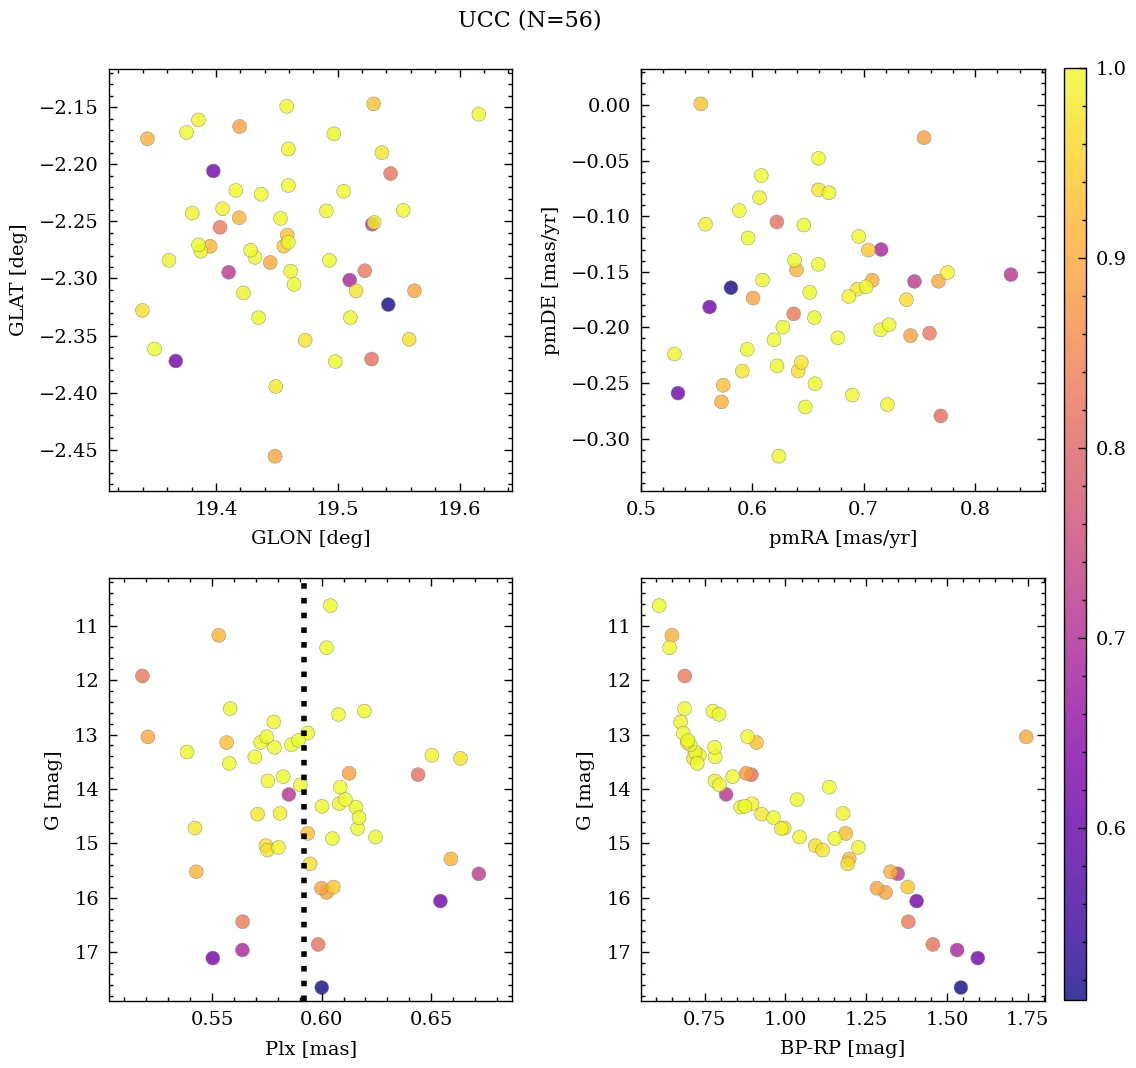 UCC (N=56)
−2.15
−2.20
−2.25
−2.30
−2.35
−2.40
−2.45
GLAT [deg]
19.4 19.5 19.6
GLON [deg]
0.00
−0.05
−0.10
−0.15
−0.20
−0.25
−0.30
pmDE [mas/yr]
0.5 0.6 0.7 0.8
pmRA [mas/yr]
11
12
13
14
15
16
17
G [mag]
0.55 0.60 0.65
Plx [mas]
11
12
13
14
15
16
17
G [mag]
0.75 1.00 1.25 1.50 1.75
BP-RP [mag]
1.0
0.9
0.8
0.7
0.6